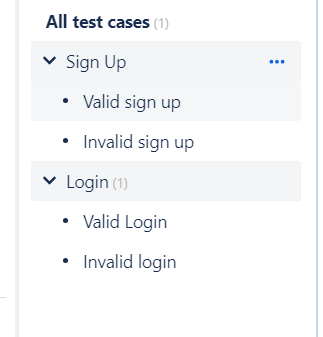 All test cases (1)
Sign Up
Valid sign up
Invalid sign up
Login (1)
Valid Login
Invalid login